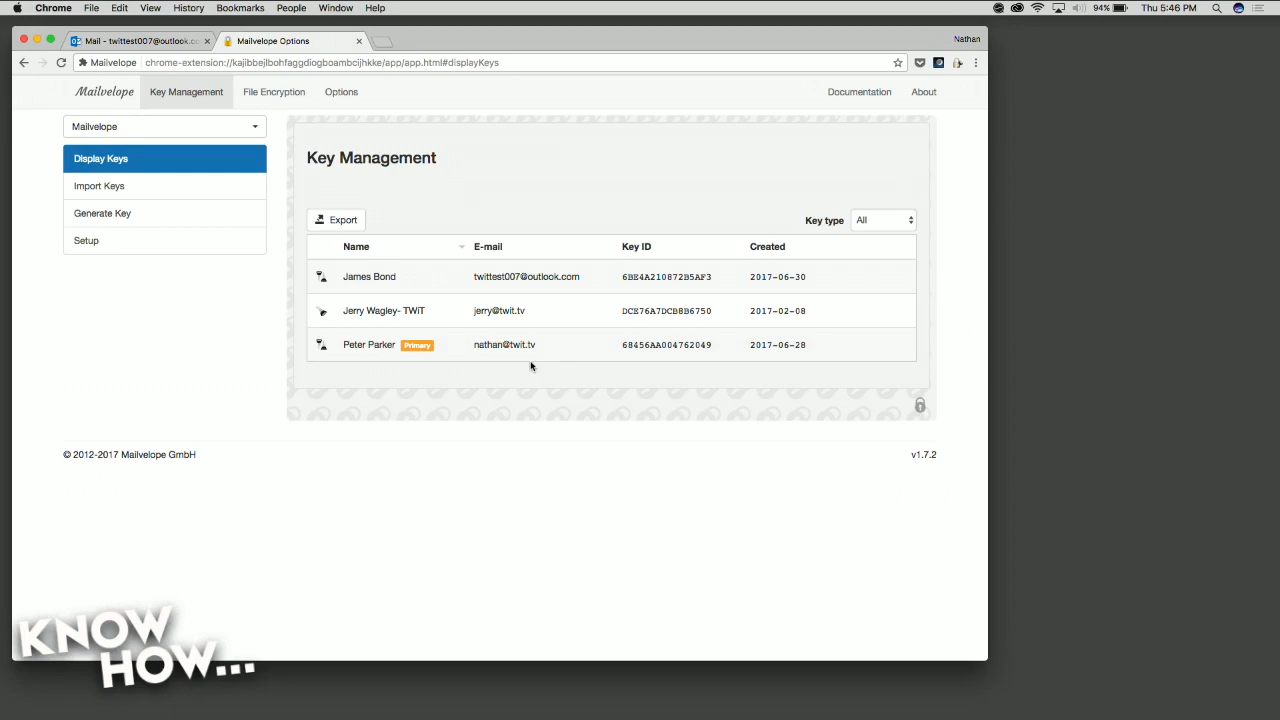 Chrome File Edit View History Bookmarks People Window Help 94% Thu 5:46 PM
Mail - twittest007@outlook.co Mailvelope Options Nathan
Mailvelope chrome-extension://kajibbejlbohfaggdiogboambcijhkke/app/app.html#displayKeys
Mailvelope Key Management File Encryption Options Documentation About
Mailvelope
Display Keys
Import Keys
Generate Key
Setup
Key Management
Export Key type All
Name E-mail Key ID Created
James Bond twittest007@outlook.com 6BE4A210872B5AF3 2017-06-30
Jerry Wagley- TWiT jerry@twit.tv DCE76A7DCB8B6750 2017-02-08
Peter Parker Primary nathan@twit.tv 68456AA004762049 2017-06-28
© 2012-2017 Mailvelope GmbH v1.7.2
KNOW
HOW...